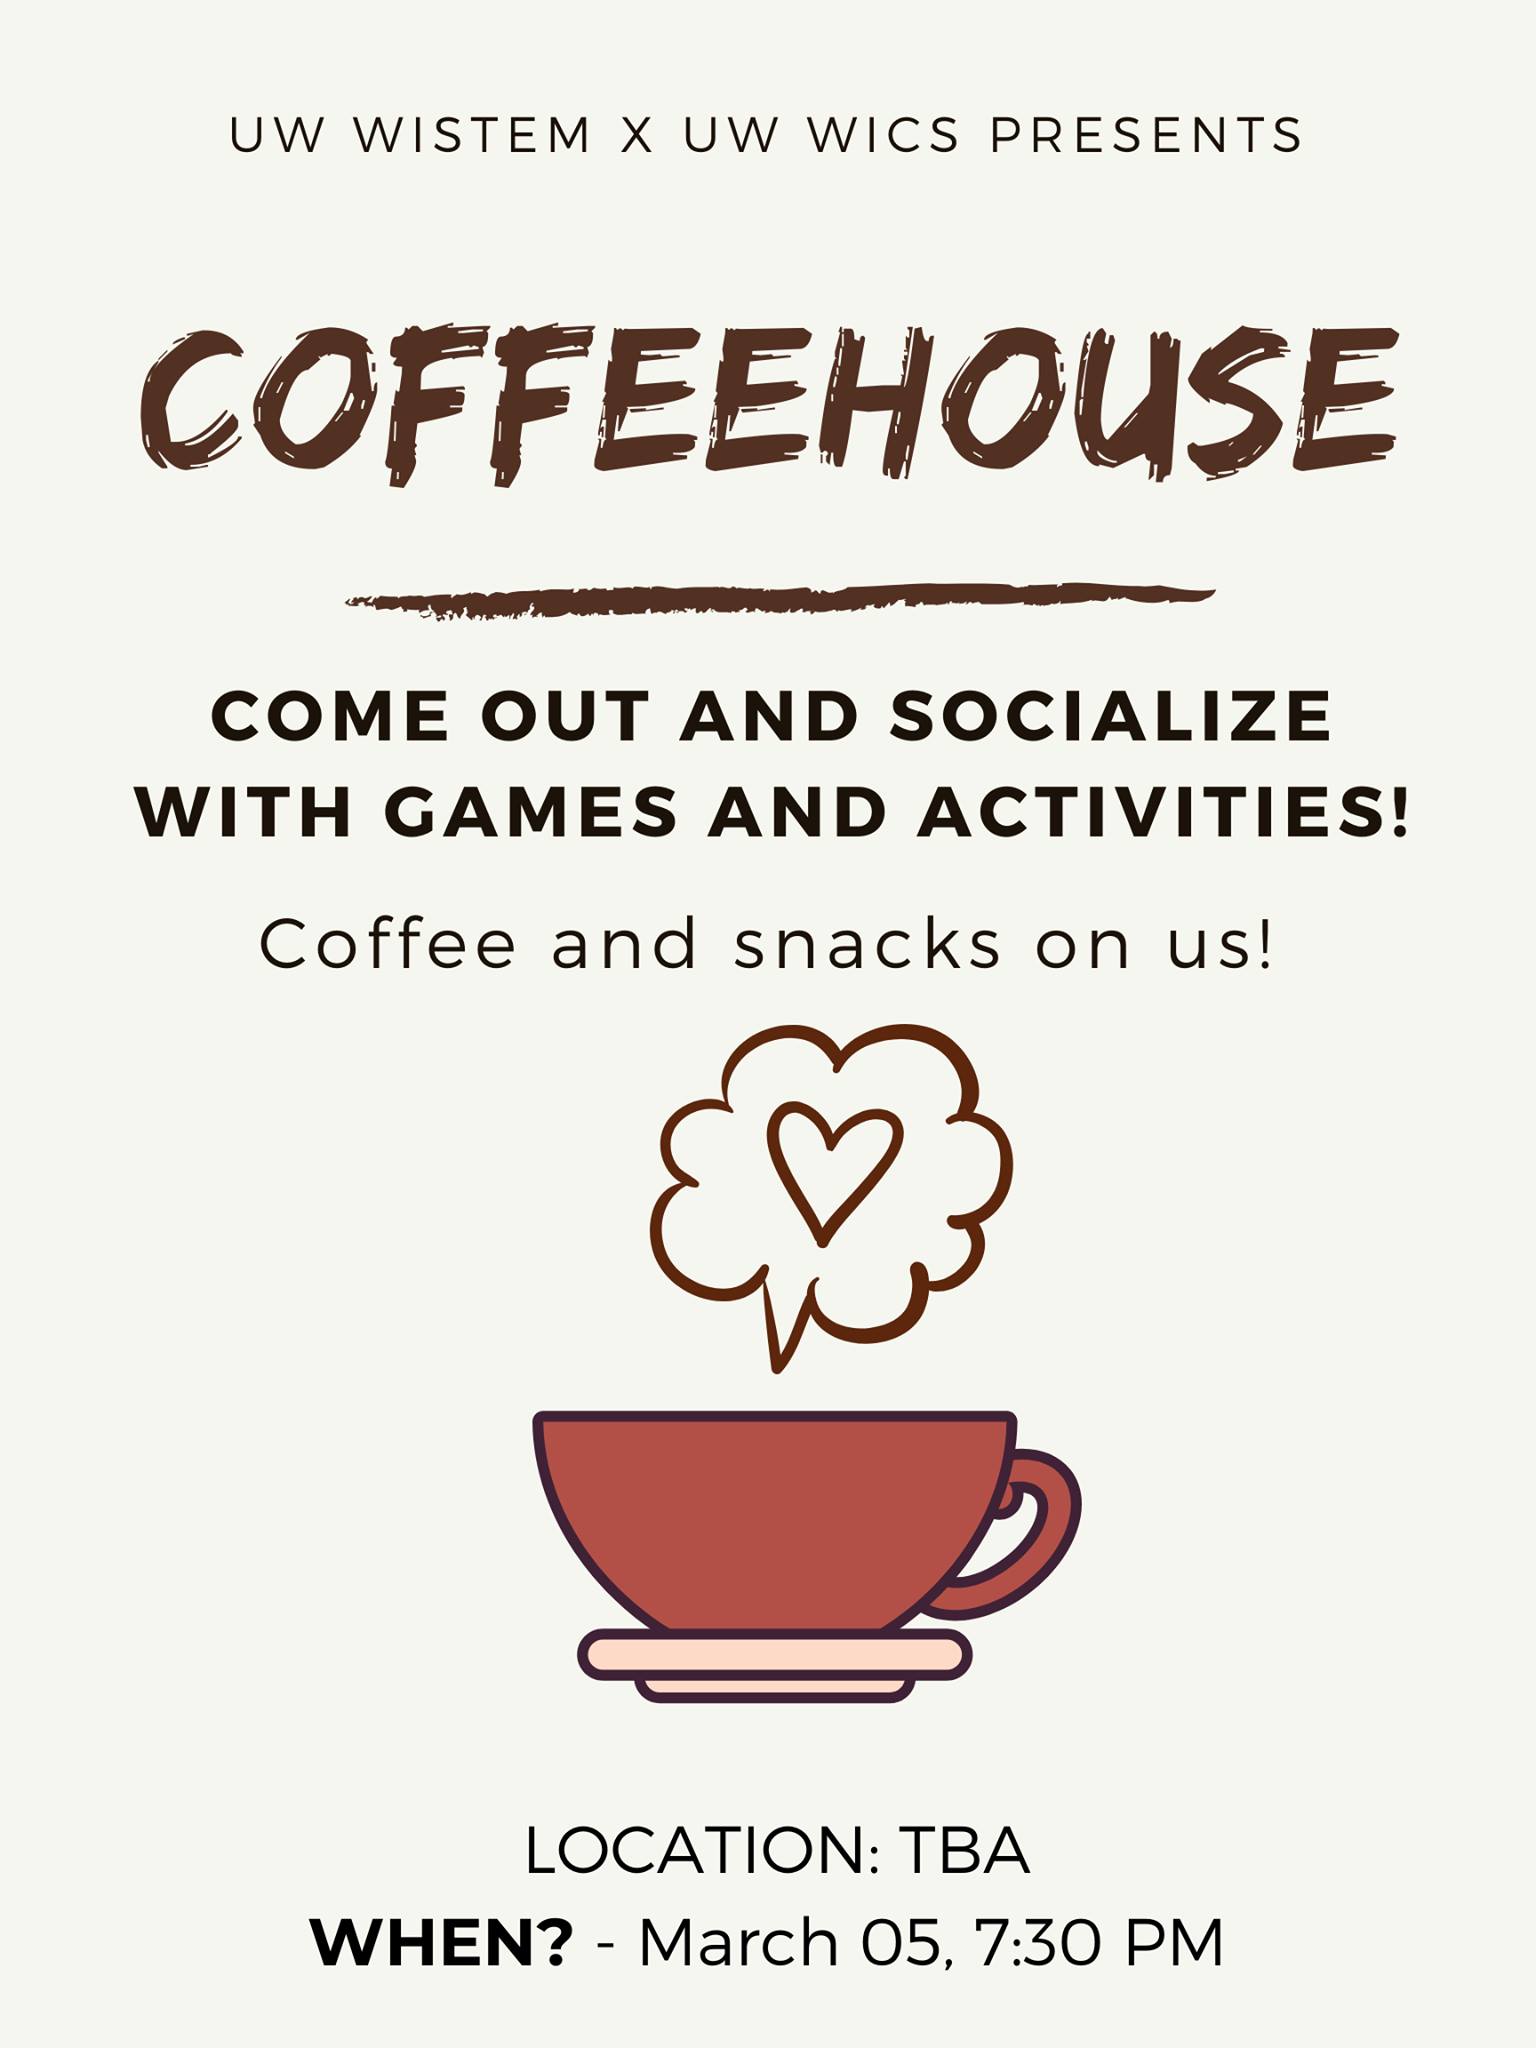 UW WISTEM X UW WICS PRESENTS
COFFEEHOUSE
COME OUT AND SOCIALIZE
WITH GAMES AND ACTIVITIES!
Coffee and snacks on us!
LOCATION: TBA
WHEN? - March 05, 7:30 PM